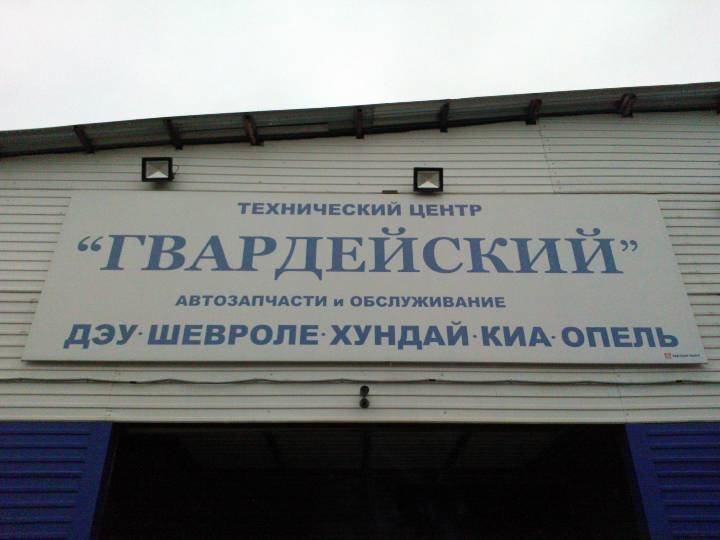 ТЕХНИЧЕСКИЙ ЦЕНТР
“ГВАРДЕЙСКИЙ”
АВТОЗАПЧАСТИ и ОБСЛУЖИВАНИЕ
ДЭУ·ШЕВРОЛЕ·ХУНДАЙ·КИА·ОПЕЛЬ